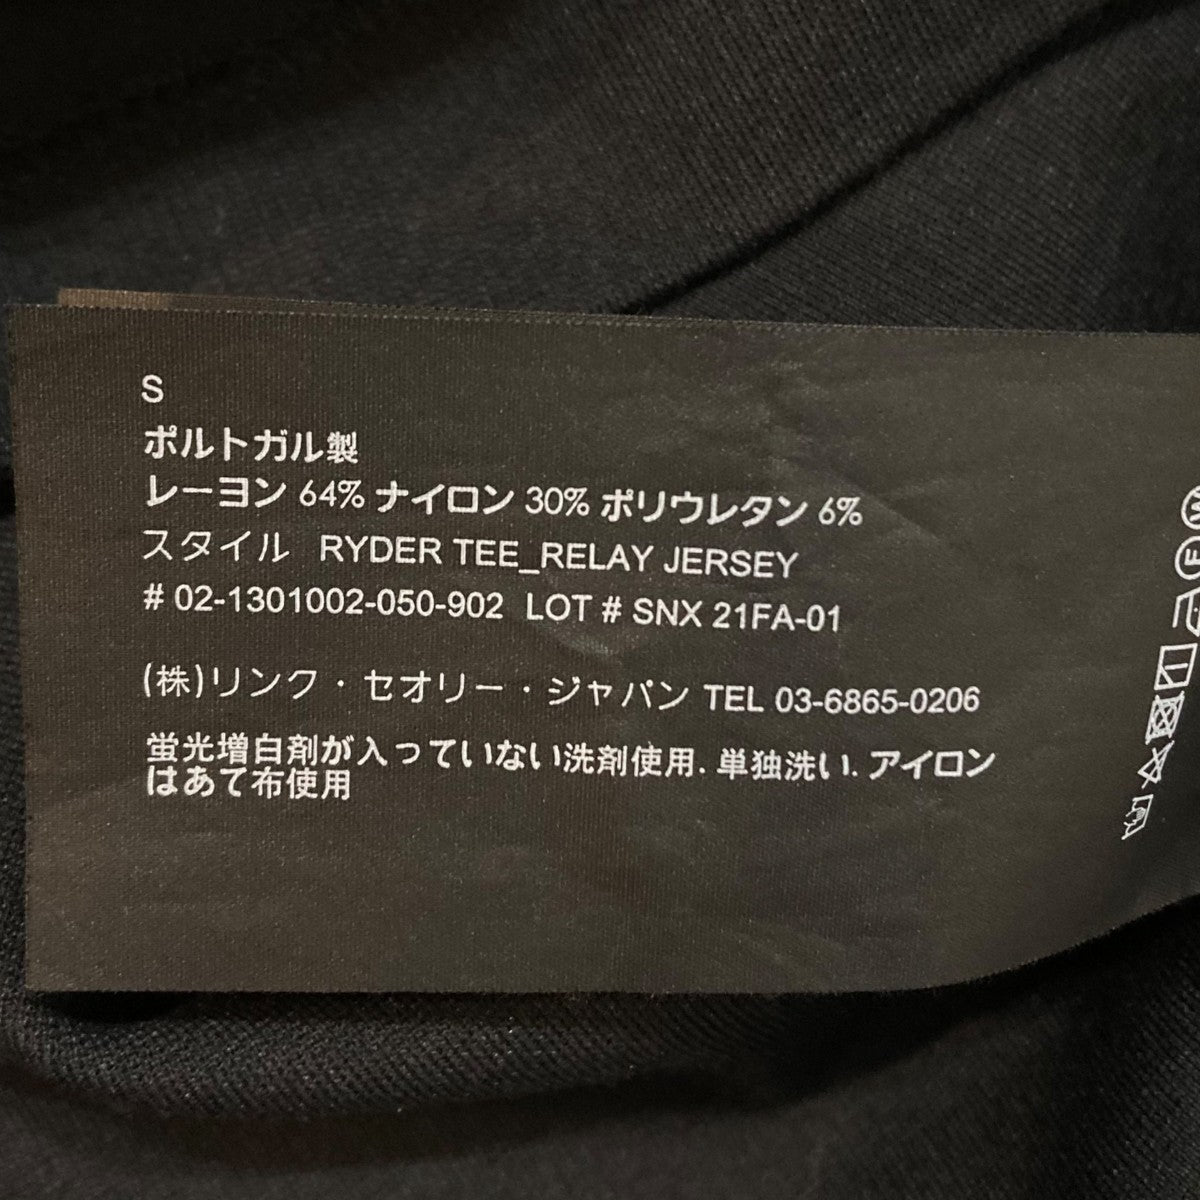 S
ポルトガル製
レーヨン 64% ナイロン 30% ポリウレタン 6%
スタイル RYDER TEE_RELAY JERSEY
# 02-1301002-050-902 LOT # SNX 21FA-01
(株)リンク・セオリー・ジャパン TEL 03-6865-0206
蛍光増白剤が入っていない洗剤使用. 単独洗い. アイロン
はあて布使用
W
F